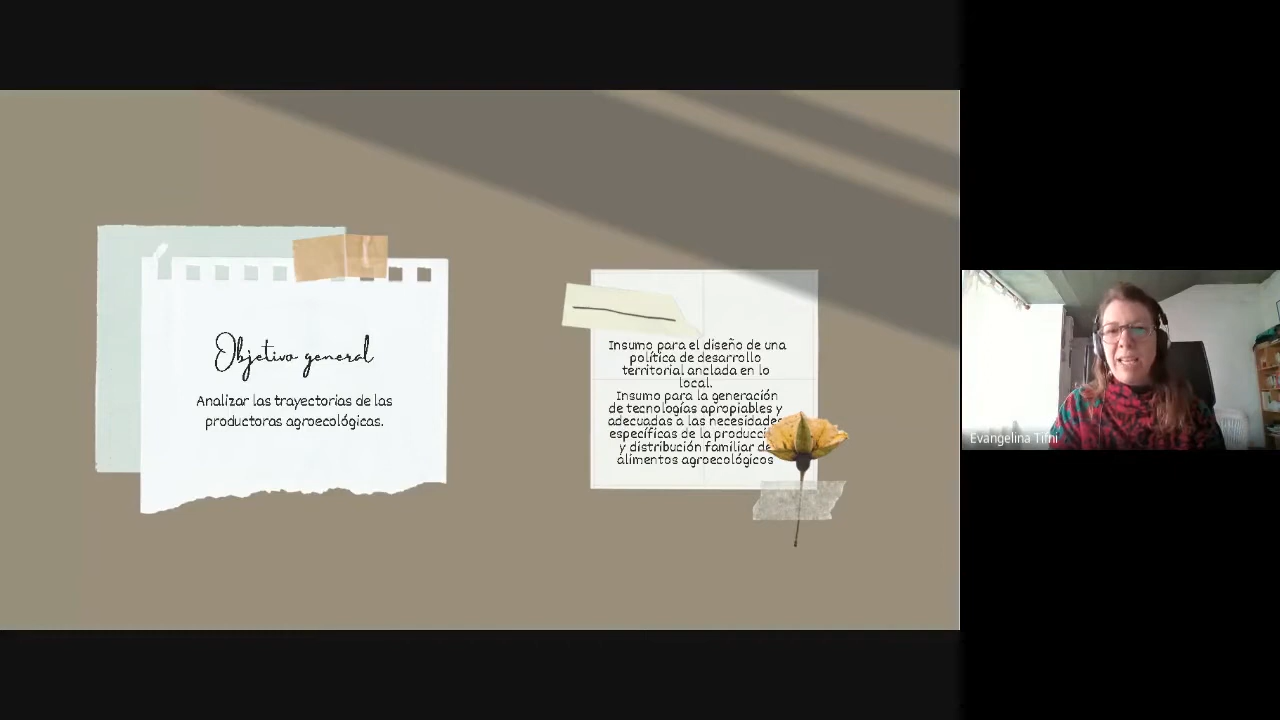 Objetivo general
Analizar las trayectorias de las
productoras agroecológicas.
Insumo para el diseño de una
política de desarrollo
territorial anclada en lo
local.
Insumo para la generación
de tecnologías apropiables y
adecuadas a las necesidades
específicas de la
y distribución familiar de
alimentos agroecológicos
Evangelina Tifni